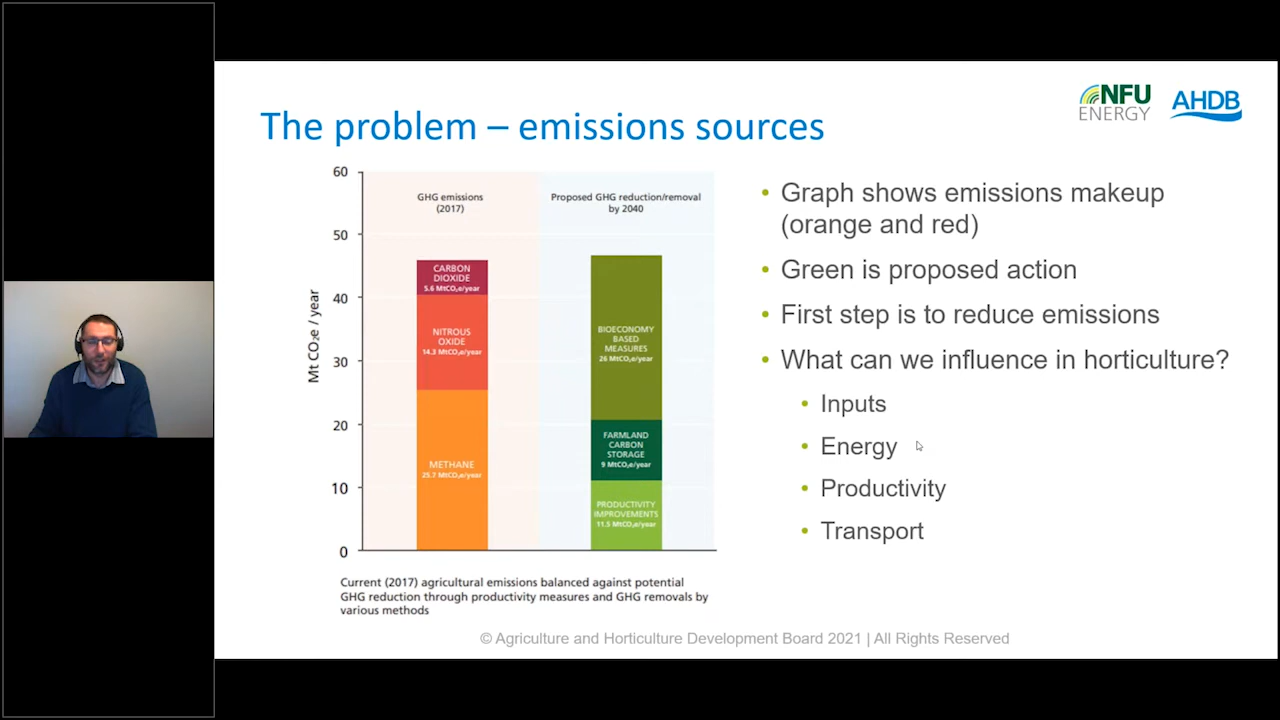 NFU
ENERGY
AHDB
The problem – emissions sources
60
50
40
30
20
10
0
Mt CO₂e / year
GHG emissions
(2017)
Proposed GHG reduction/removal
by 2040
CARBON
DIOXIDE
5.6 MtCO₂e/year
NITROUS
OXIDE
14.3 MtCO₂e/year
METHANE
25.7 MtCO₂e/year
BIOECONOMY
BASED
MEASURES
26 MtCO₂e/year
FARMLAND
CARBON
STORAGE
9 MtCO₂e/year
PRODUCTIVITY
IMPROVEMENTS
11.5 MtCO₂e/year
Current (2017) agricultural emissions balanced against potential
GHG reduction through productivity measures and GHG removals by
various methods
• Graph shows emissions makeup
(orange and red)
• Green is proposed action
• First step is to reduce emissions
• What can we influence in horticulture?
• Inputs
• Energy
• Productivity
• Transport
© Agriculture and Horticulture Development Board 2021 | All Rights Reserved